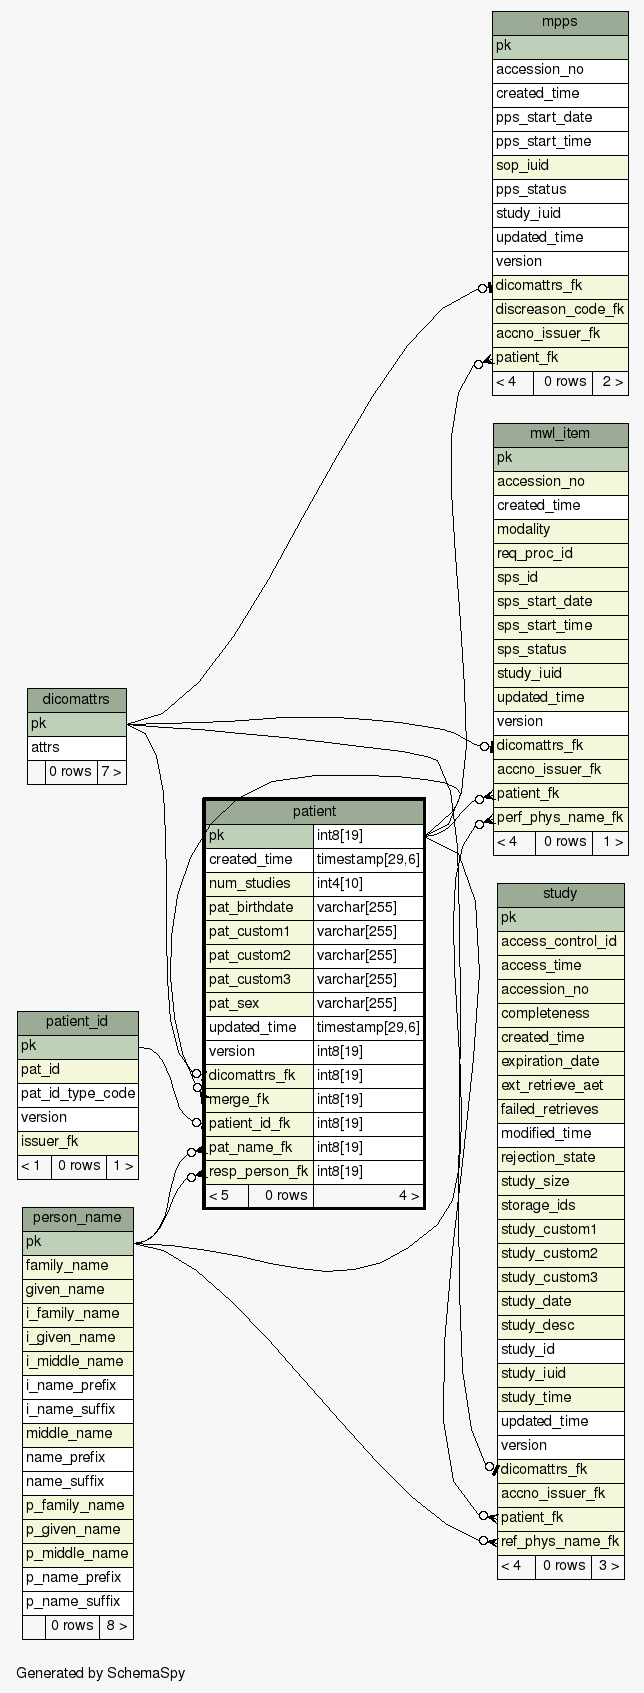 mpps
pk
accession_no
created_time
pps_start_date
pps_start_time
sop_iuid
pps_status
study_iuid
updated_time
version
dicomattrs_fk
discreason_code_fk
accno_issuer_fk
patient_fk
< 4 0 rows 2 >
mwl_item
pk
accession_no
created_time
modality
req_proc_id
sps_id
sps_start_date
sps_start_time
sps_status
study_iuid
updated_time
version
dicomattrs_fk
accno_issuer_fk
patient_fk
perf_phys_name_fk
< 4 0 rows 1 >
dicomattrs
pk
attrs
0 rows 7 >
patient
pk int8[19]
created_time timestamp[29,6]
num_studies int4[10]
pat_birthdate varchar[255]
pat_custom1 varchar[255]
pat_custom2 varchar[255]
pat_custom3 varchar[255]
pat_sex varchar[255]
updated_time timestamp[29,6]
version int8[19]
dicomattrs_fk int8[19]
merge_fk int8[19]
patient_id_fk int8[19]
pat_name_fk int8[19]
resp_person_fk int8[19]
< 5 0 rows 4 >
study
pk
access_control_id
access_time
accession_no
completeness
created_time
expiration_date
ext_retrieve_aet
failed_retrieves
modified_time
rejection_state
study_size
storage_ids
study_custom1
study_custom2
study_custom3
study_date
study_desc
study_id
study_iuid
study_time
updated_time
version
dicomattrs_fk
accno_issuer_fk
patient_fk
ref_phys_name_fk
< 4 0 rows 3 >
patient_id
pk
pat_id
pat_id_type_code
version
issuer_fk
< 1 0 rows 1 >
person_name
pk
family_name
given_name
i_family_name
i_given_name
i_middle_name
i_name_prefix
i_name_suffix
middle_name
name_prefix
name_suffix
p_family_name
p_given_name
p_middle_name
p_name_prefix
p_name_suffix
0 rows 8 >
Generated by SchemaSpy